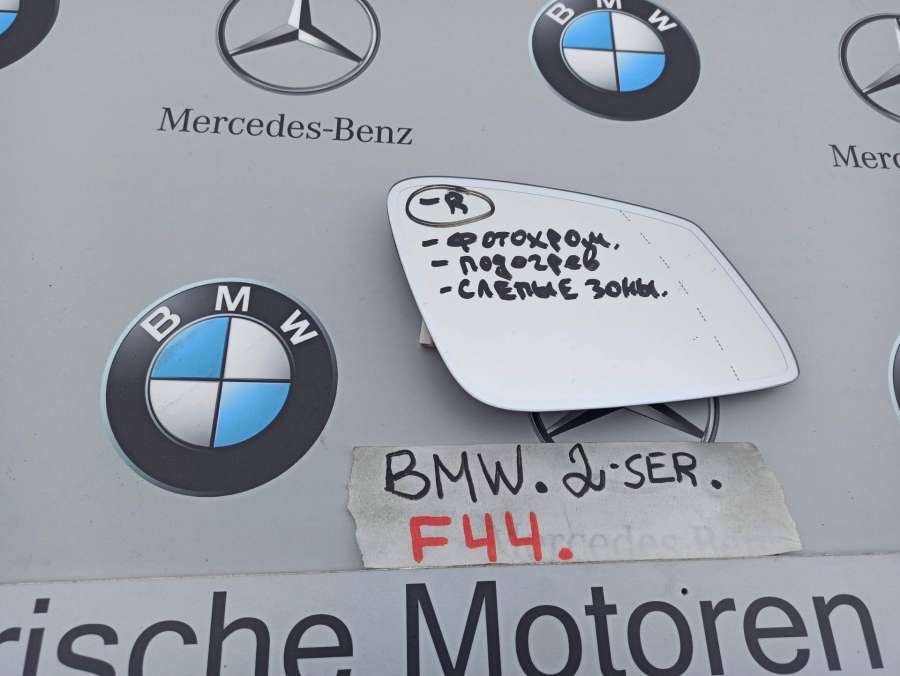 BMW
Mercedes-Benz
Merc
- R
- фотохром.
- подогрев
- СЛЕПЫЕ ЗОНЫ.
BMW
BMW. 2-SER.
F44.
rische Motoren